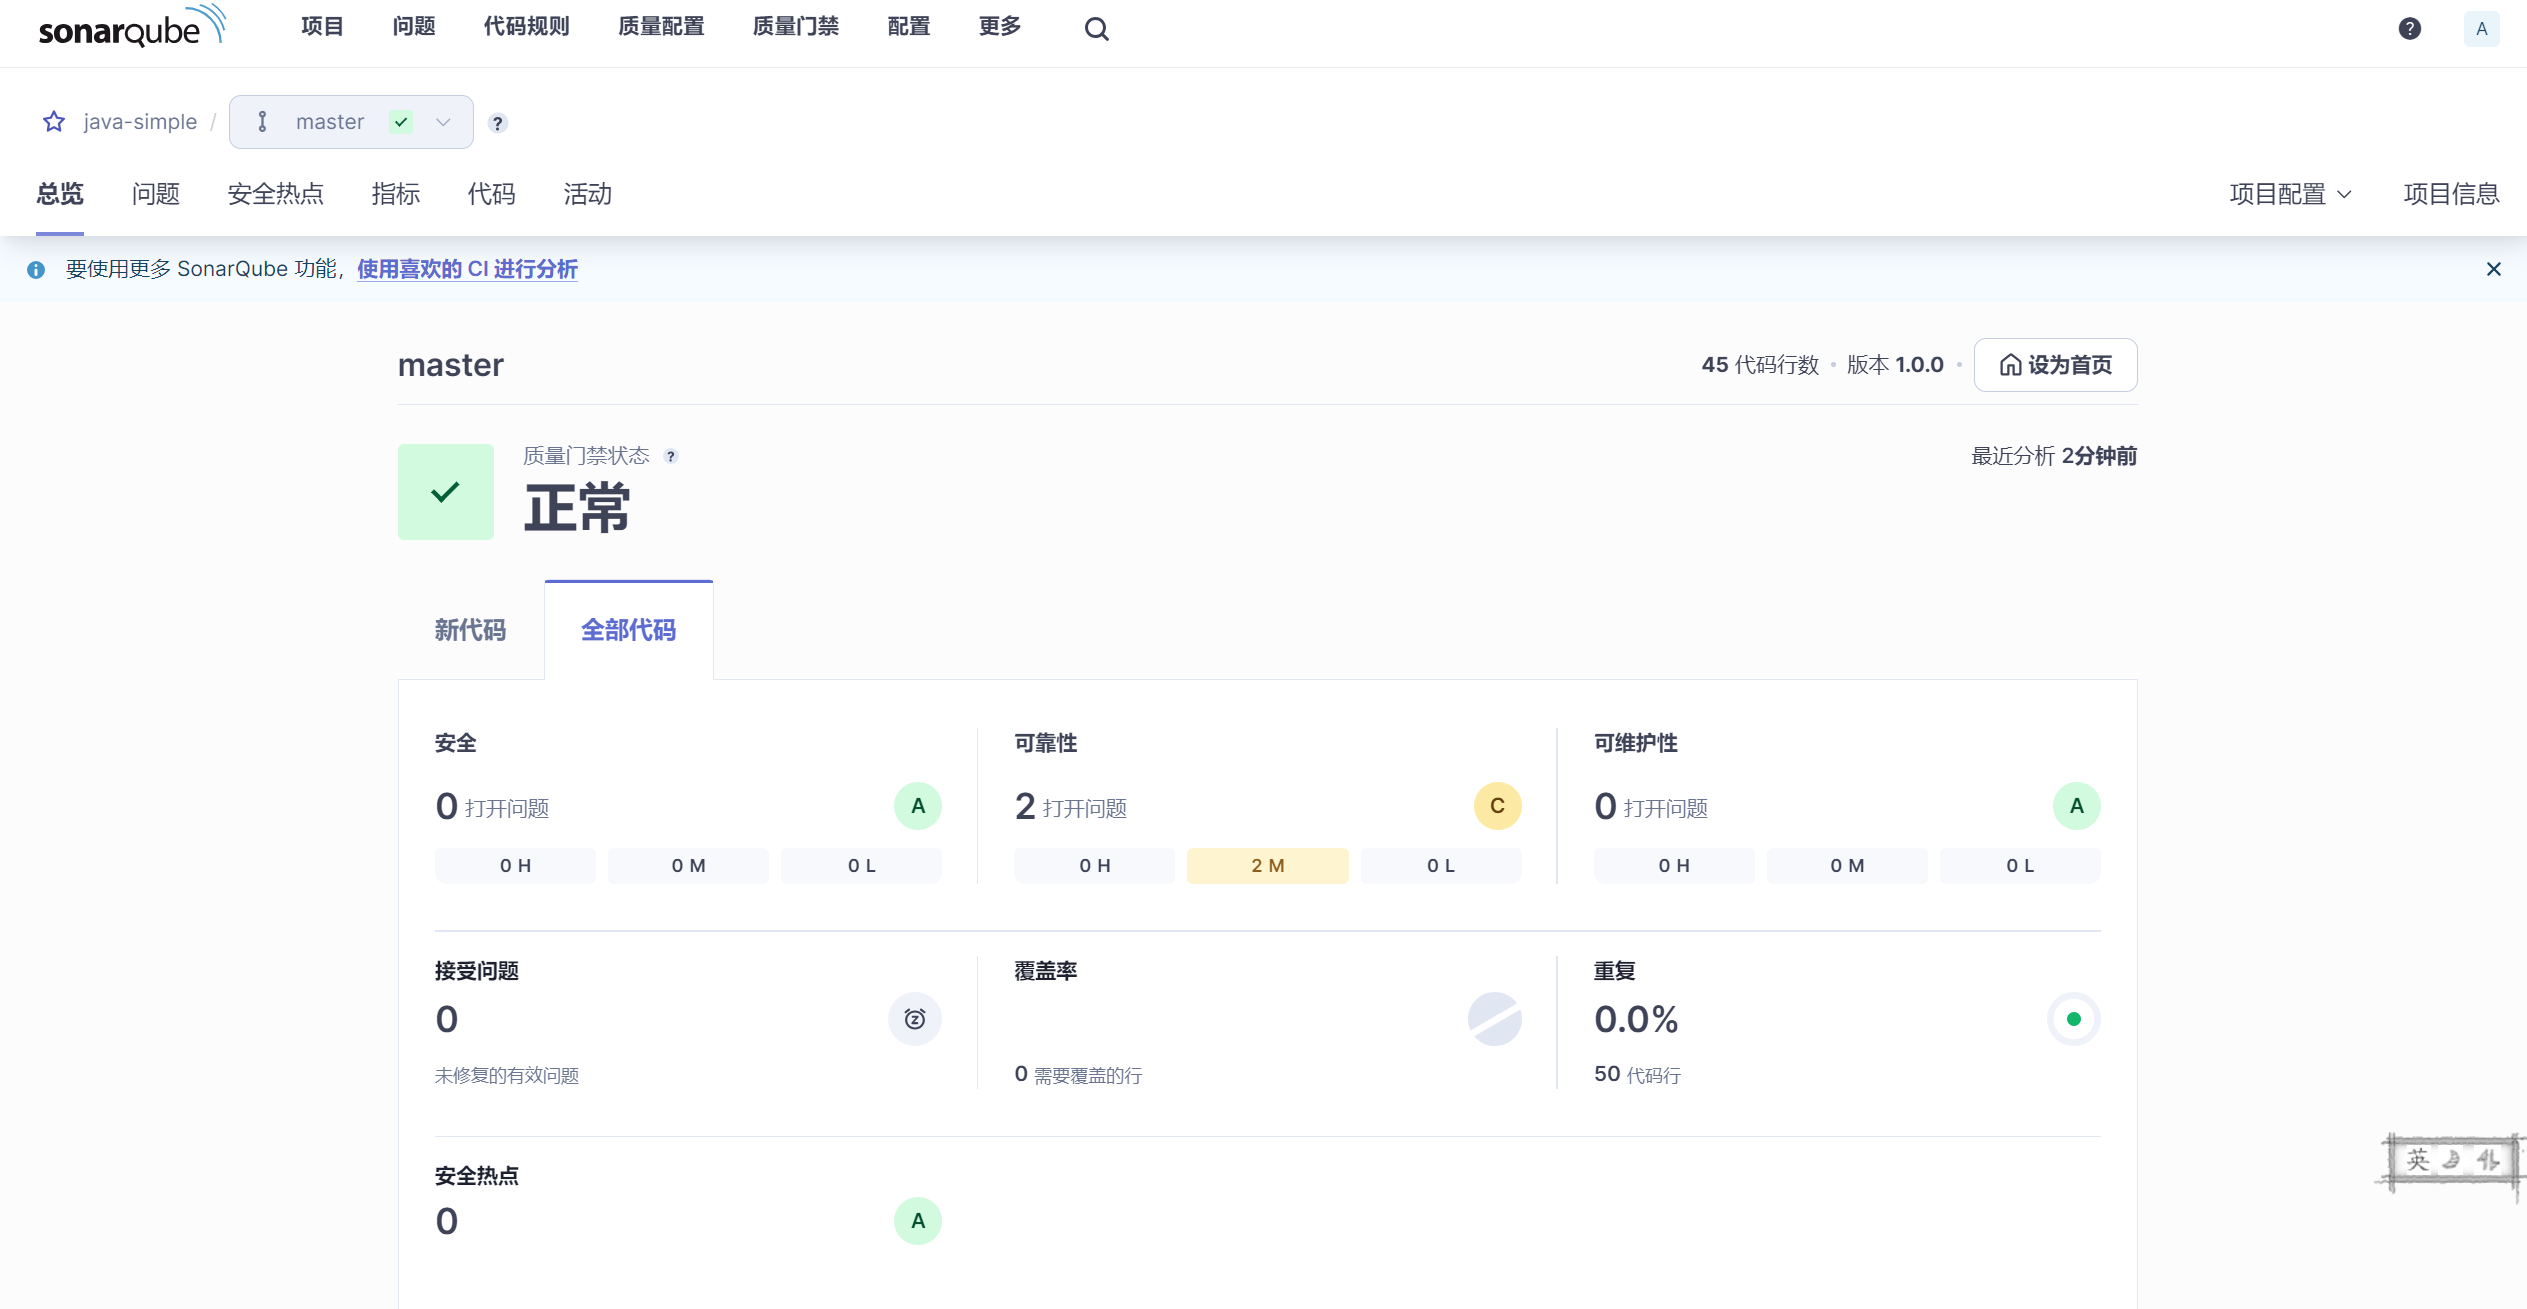 sonarqube 项目 问题 代码规则 质量配置 质量门禁 配置 更多 ? A
java-simple / master ?
总览 问题 安全热点 指标 代码 活动 项目配置 项目信息
要使用更多 SonarQube 功能，使用喜欢的 CI 进行分析
master 45 代码行数 • 版本 1.0.0 • 设为首页
质量门禁状态 ? 最近分析 2分钟前
正常
新代码 全部代码
安全 可靠性 可维护性
0 打开问题 A 2 打开问题 C 0 打开问题 A
0 H 0 M 0 L 0 H 2 M 0 L 0 H 0 M 0 L
接受问题 覆盖率 重复
0 0.0%
未修复的有效问题 0 需要覆盖的行 50 代码行
英
安全热点
0 A